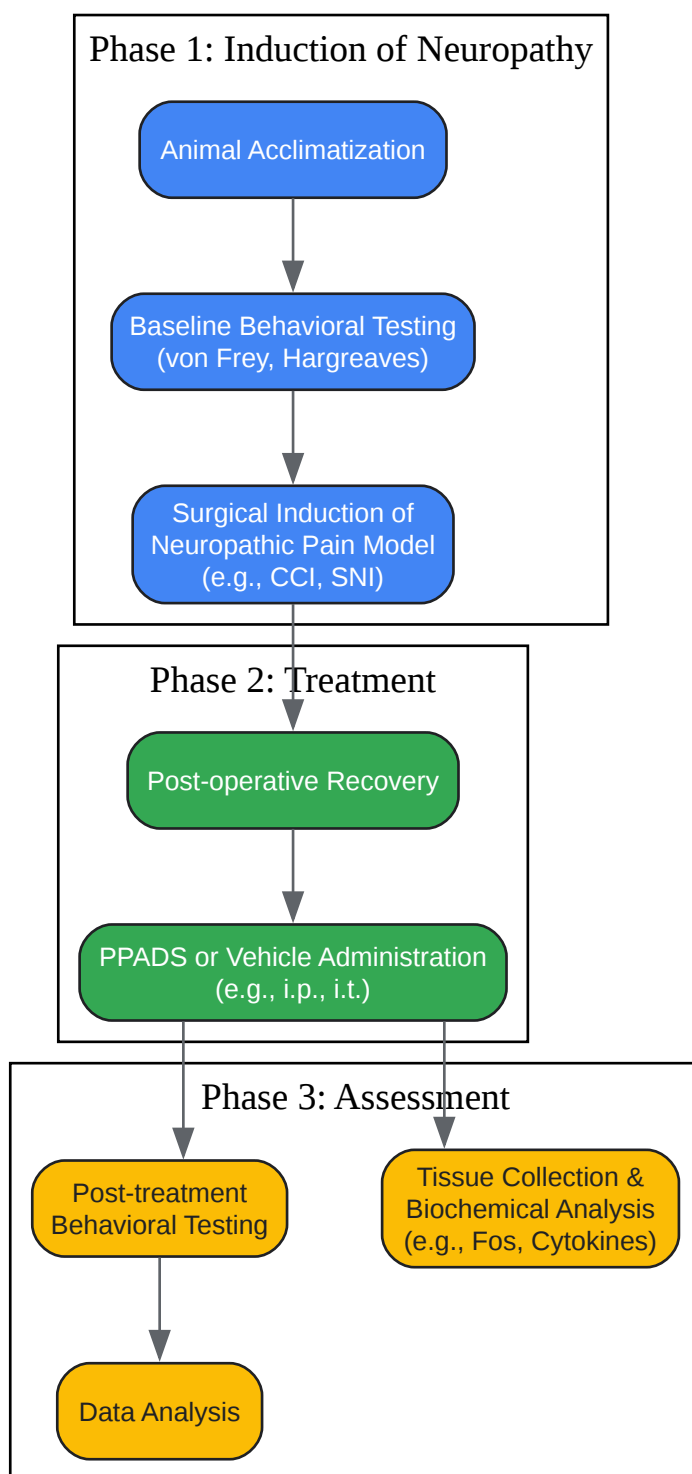 Phase 1: Induction of Neuropathy
Animal Acclimatization
Baseline Behavioral Testing
(von Frey, Hargreaves)
Surgical Induction of
Neuropathic Pain Model
(e.g., CCI, SNI)
Phase 2: Treatment
Post-operative Recovery
PPADS or Vehicle Administration
(e.g., i.p., i.t.)
Phase 3: Assessment
Post-treatment
Behavioral Testing
Tissue Collection &
Biochemical Analysis
(e.g., Fos, Cytokines)
Data Analysis